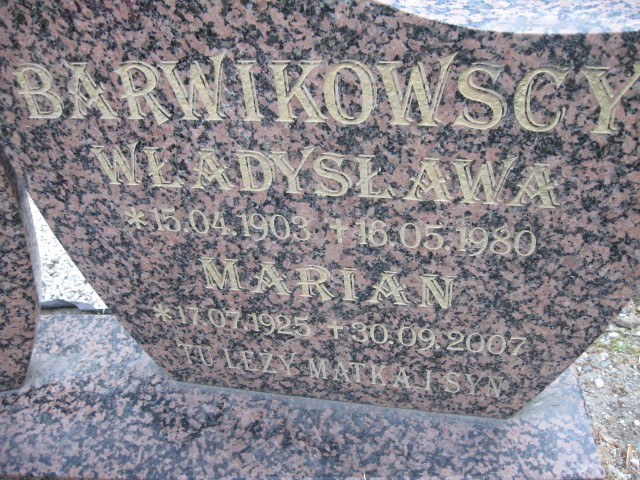 BARWIKOWSCY
WŁADYSŁAWA
*15.04.1903 +16.05.1980
MARIAN
*17.07.1925 +30.09.2007
TU LEŻY MATKA I SYN